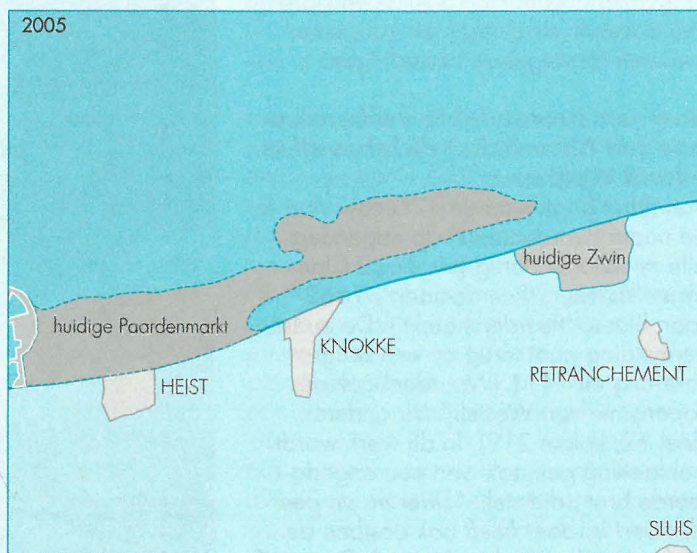 2005
huidige Zwin
huidige Paardenmarkt
KNOKKE
HEIST
RETRANCHEMENT
SLUIS